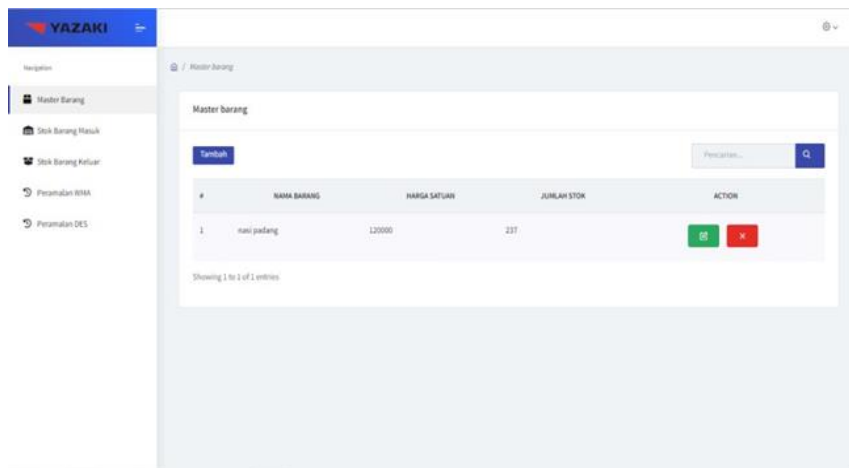 YAZAKI
Navigation
Master Barang
Stok Barang Masuk
Stok Barang Keluar
Peramalan WMA
Peramalan DES
/ Master barang
Master barang
Tambah
Pencarian...
# NAMA BARANG HARGA SATUAN JUMLAH STOK ACTION
1 nasi padang 120000 237
Showing 1 to 1 of 1 entries